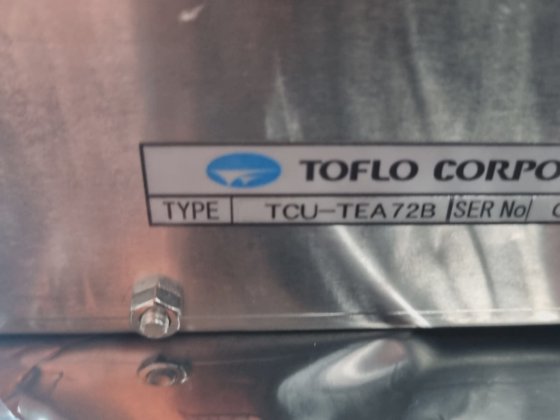 TOFLO CORPO
TYPE TCU-TEA72B SER No